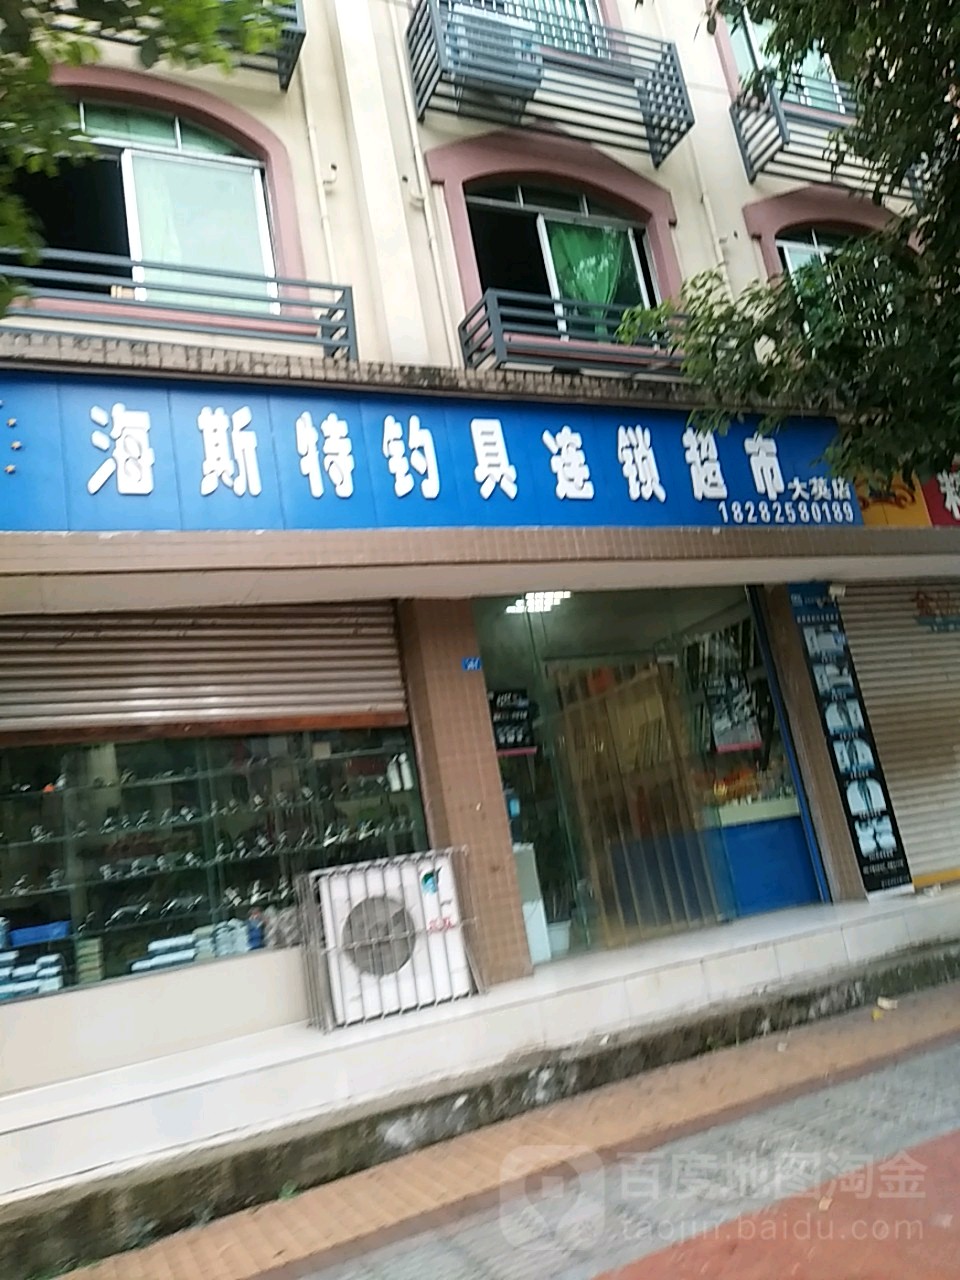 海斯特钓具连锁超市
大英店
18282580189
百度地图淘金
taojin.baidu.com